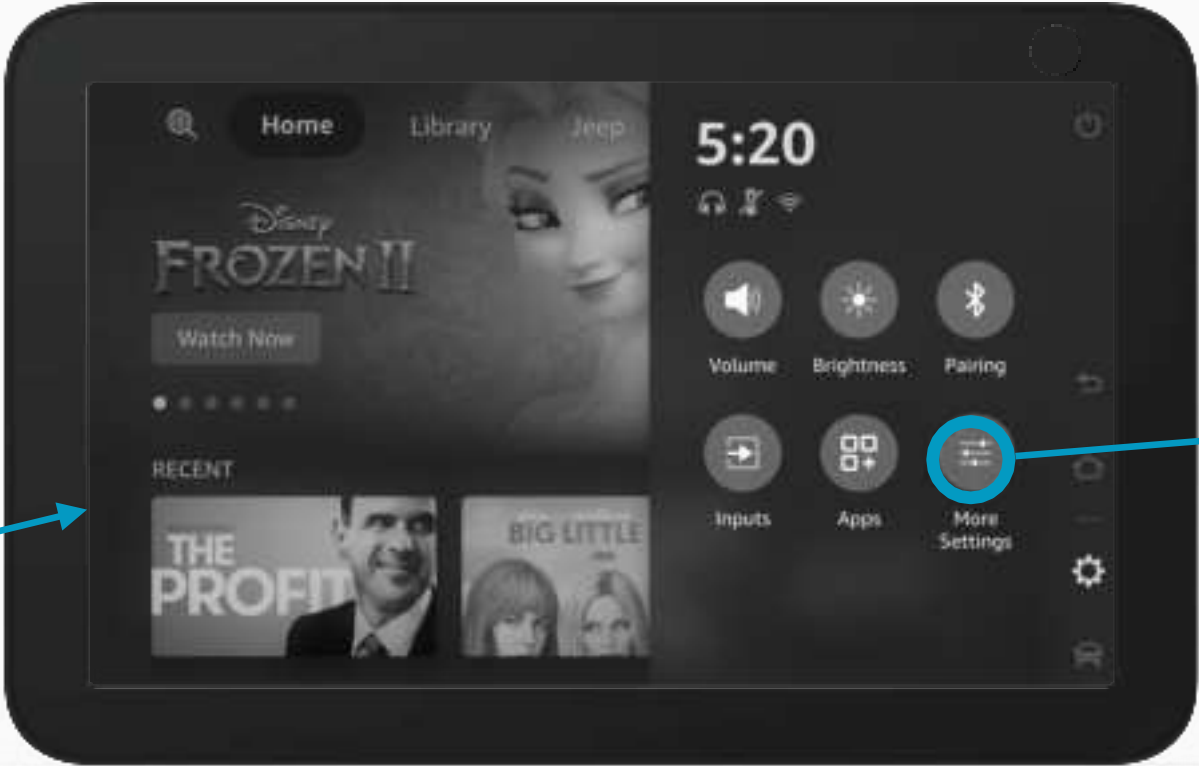 Home
Library
Jeep
5:20
Disney
FROZEN II
Watch Now
Volume
Brightness
Pairing
RECENT
THE
PROFIT
BIG LITTLE
Inputs
Apps
More
Settings